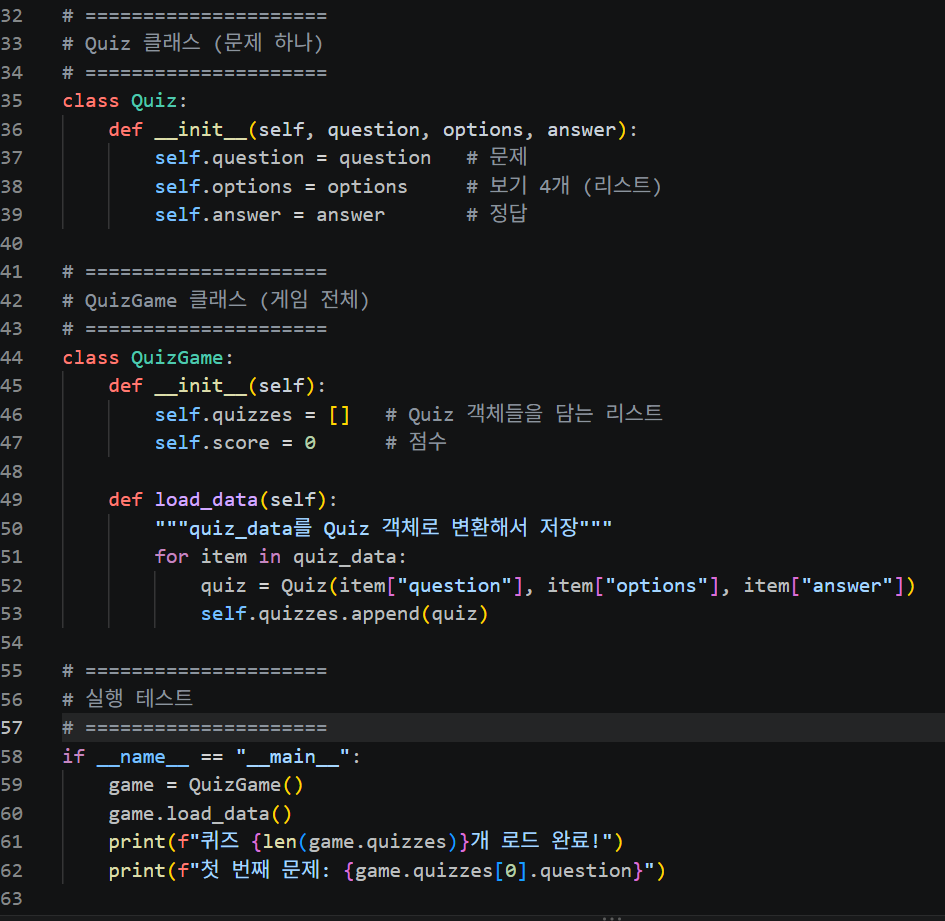 32 # =====================
33 # Quiz 클래스 (문제 하나)
34 # =====================
35 class Quiz:
36     def __init__(self, question, options, answer):
37         self.question = question   # 문제
38         self.options = options     # 보기 4개 (리스트)
39         self.answer = answer       # 정답
40
41 # =====================
42 # QuizGame 클래스 (게임 전체)
43 # =====================
44 class QuizGame:
45     def __init__(self):
46         self.quizzes = []   # Quiz 객체들을 담는 리스트
47         self.score = 0      # 점수
48
49     def load_data(self):
50         """quiz_data를 Quiz 객체로 변환해서 저장"""
51         for item in quiz_data:
52             quiz = Quiz(item["question"], item["options"], item["answer"])
53             self.quizzes.append(quiz)
54
55 # =====================
56 # 실행 테스트
57 # =====================
58 if __name__ == "__main__":
59     game = QuizGame()
60     game.load_data()
61     print(f"퀴즈 {len(game.quizzes)}개 로드 완료!")
62     print(f"첫 번째 문제: {game.quizzes[0].question}")
63